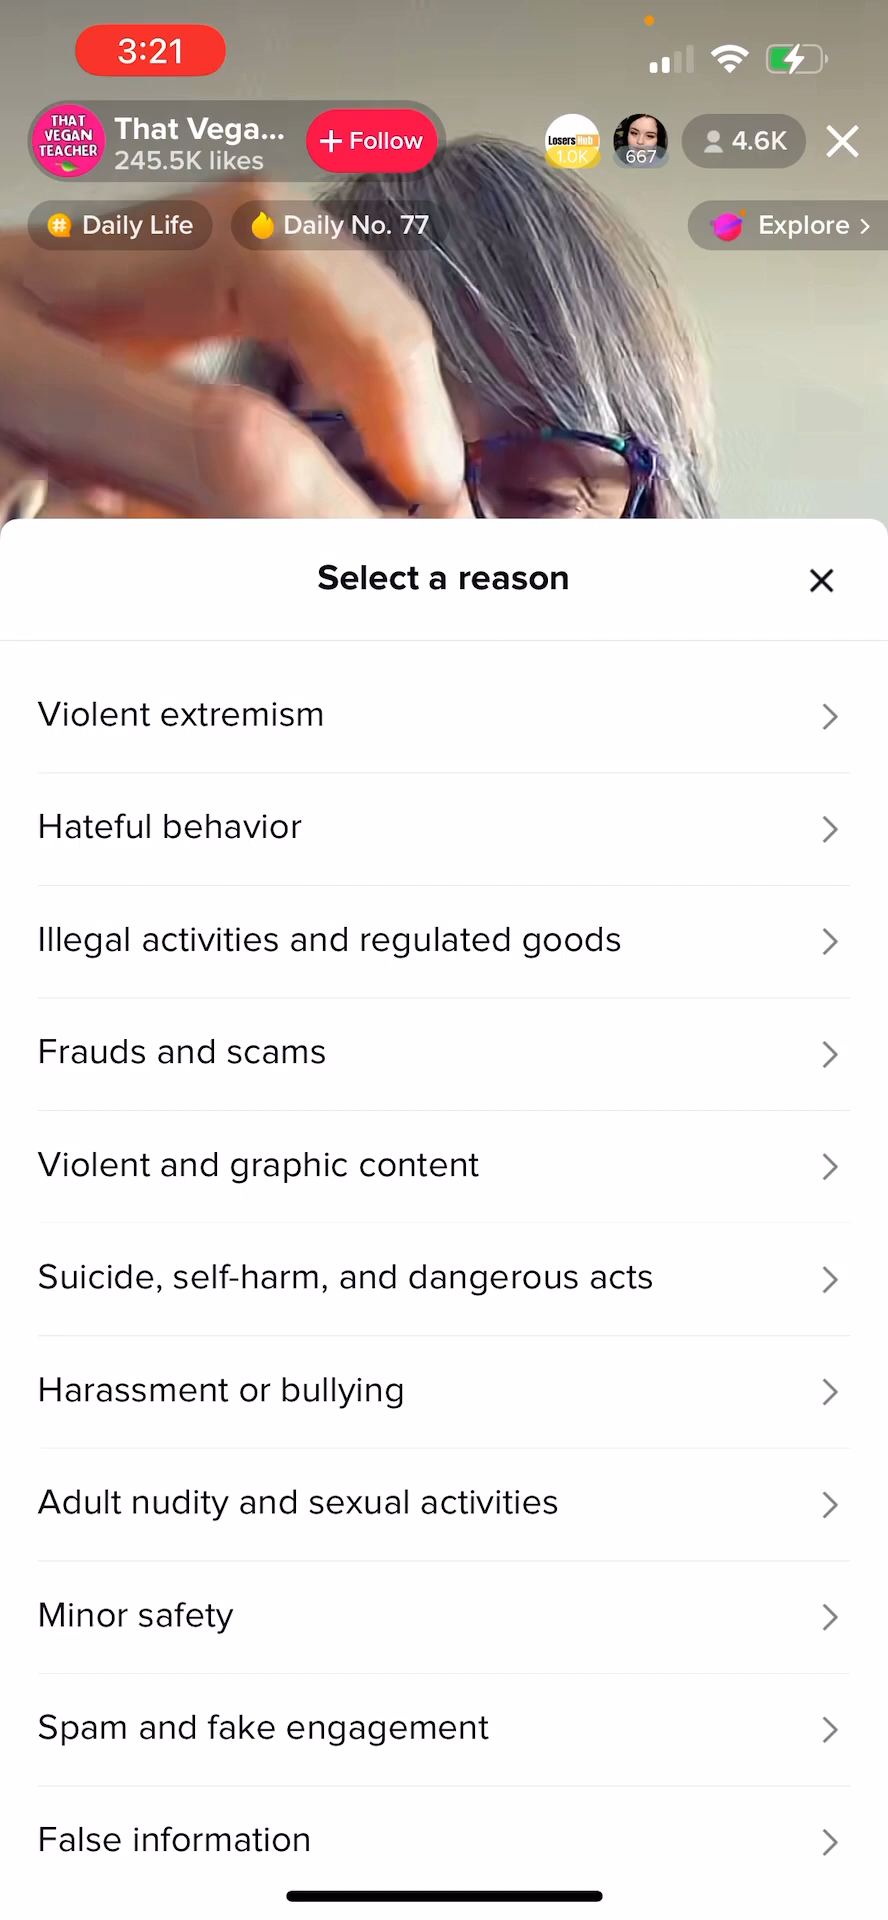 3:21
THAT
VEGAN
TEACHER
That Vega...
245.5K likes
+ Follow
Losers Hub
1.0K
667
4.6K
Daily Life
Daily No. 77
Explore >
Select a reason
Violent extremism
Hateful behavior
Illegal activities and regulated goods
Frauds and scams
Violent and graphic content
Suicide, self-harm, and dangerous acts
Harassment or bullying
Adult nudity and sexual activities
Minor safety
Spam and fake engagement
False information